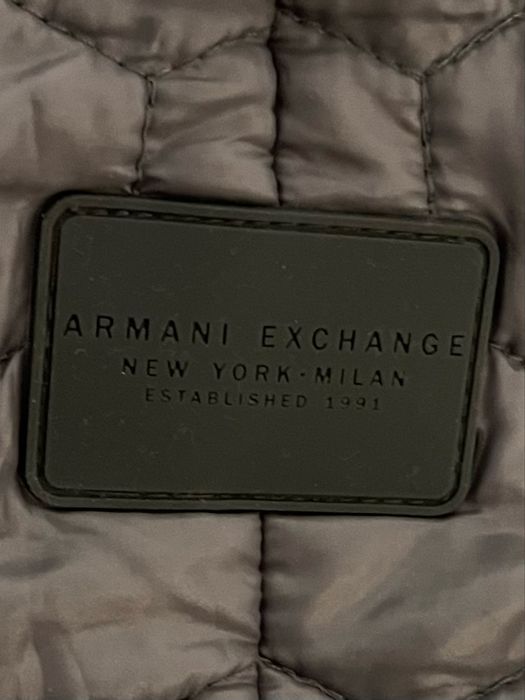 ARMANI EXCHANGE
NEW YORK·MILAN
ESTABLISHED 1991